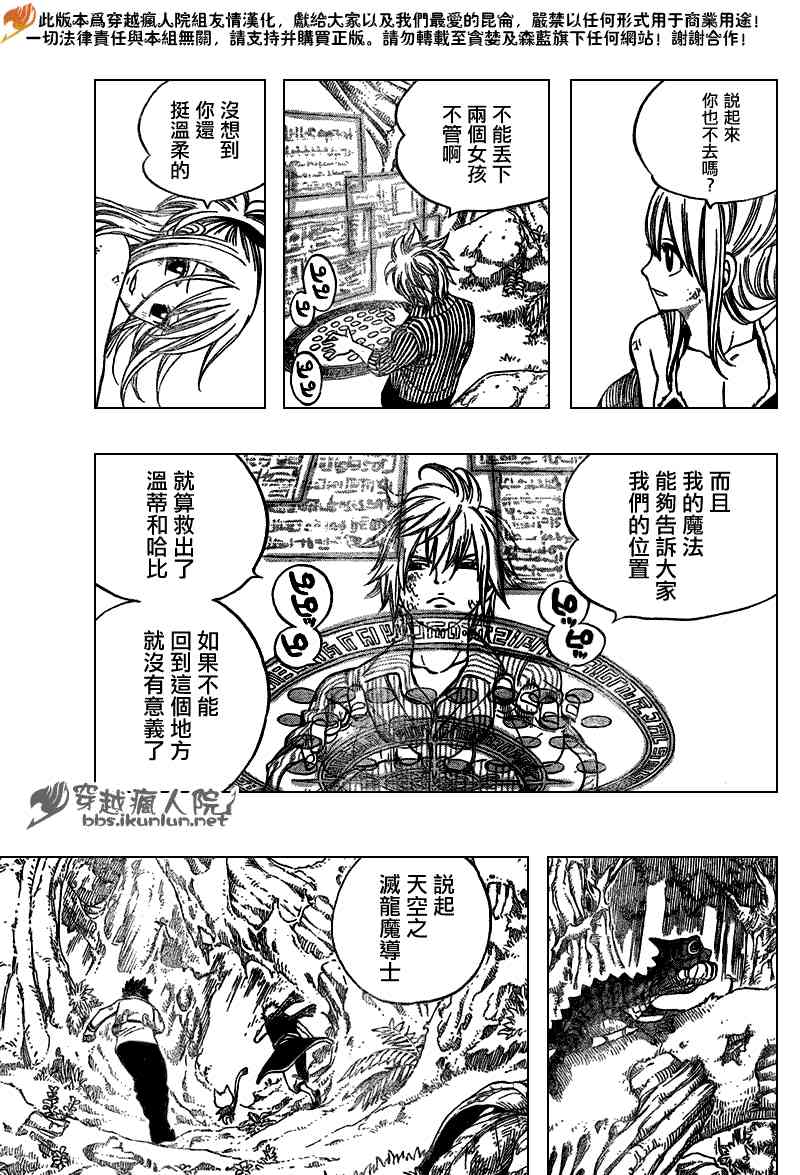 此版本爲穿越瘋人院組友情漢化，獻給大家以及我們最愛的昆侖，嚴禁以任何形式用于商業用途！
一切法律責任與本組無關，請支持并購買正版。請勿轉載至貪婪及森藍旗下任何網站！謝謝合作！
説起來
你也不去嗎？
不能丟下
兩個女孩
不管啊
沒想到
你還
挺溫柔的
而且
我的魔法
能夠告訴大家
我們的位置
就算救出了
溫蒂和哈比
如果不能
回到這個地方
就沒有意義了
穿越瘋人院
bbs.ikunlun.net
説起
天空之
滅龍魔導士